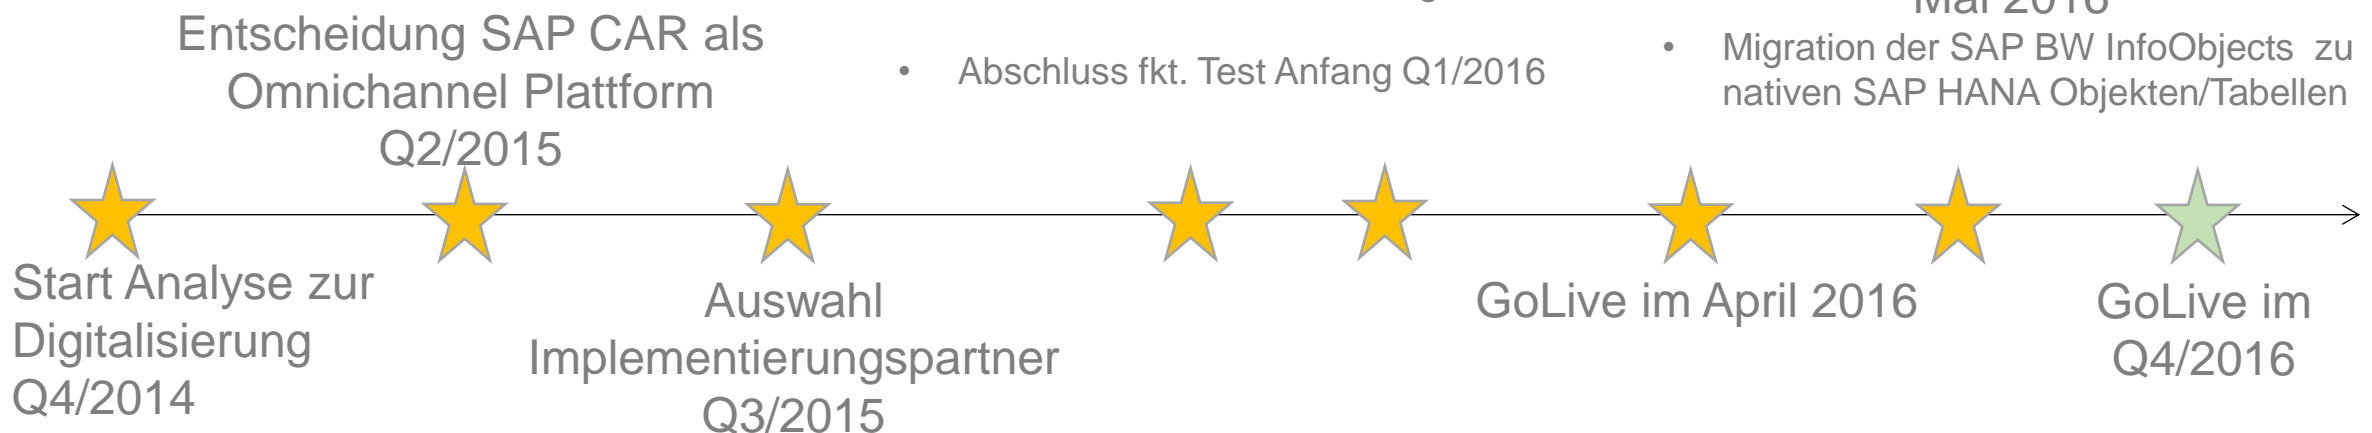 Mai 2016
Entscheidung SAP CAR als
Omnichannel Plattform
Q2/2015
• Abschluss fkt. Test Anfang Q1/2016
• Migration der SAP BW InfoObjects zu
nativen SAP HANA Objekten/Tabellen
Start Analyse zur
Digitalisierung
Q4/2014
Auswahl
Implementierungspartner
Q3/2015
GoLive im April 2016
GoLive im
Q4/2016